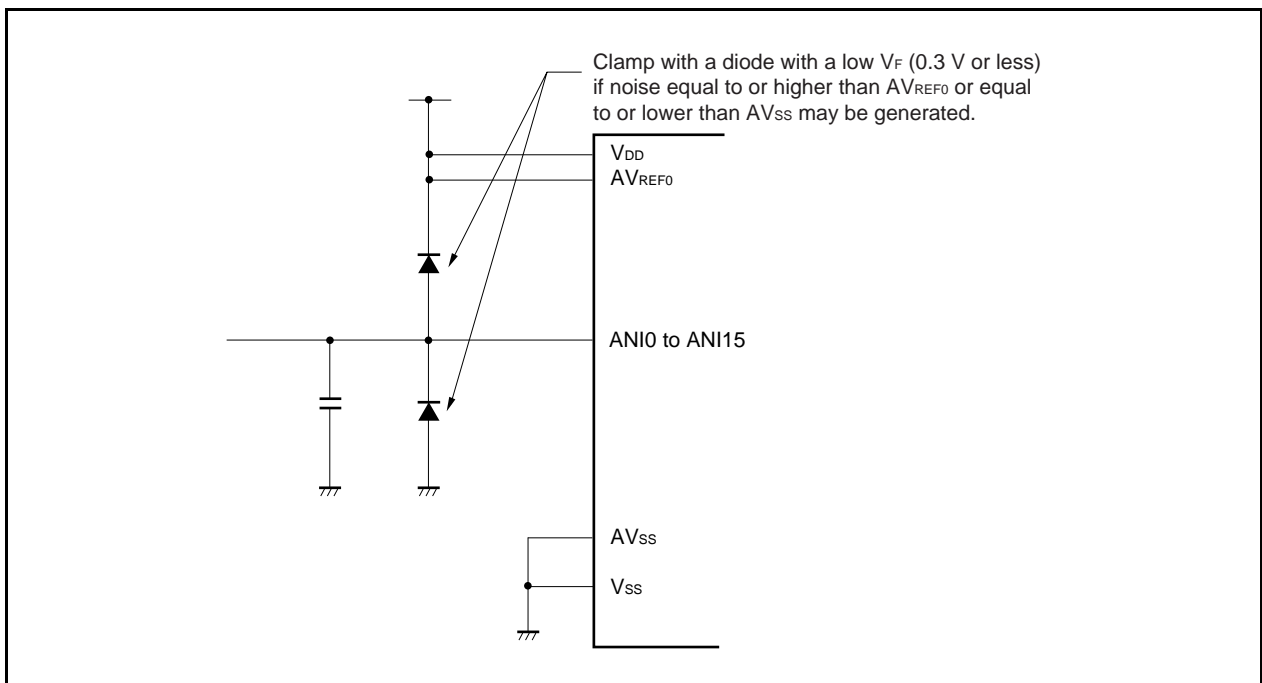 Clamp with a diode with a low VF (0.3 V or less)
if noise equal to or higher than AVREF0 or equal
to or lower than AVSS may be generated.
VDD
AVREF0
ANI0 to ANI15
AVSS
VSS